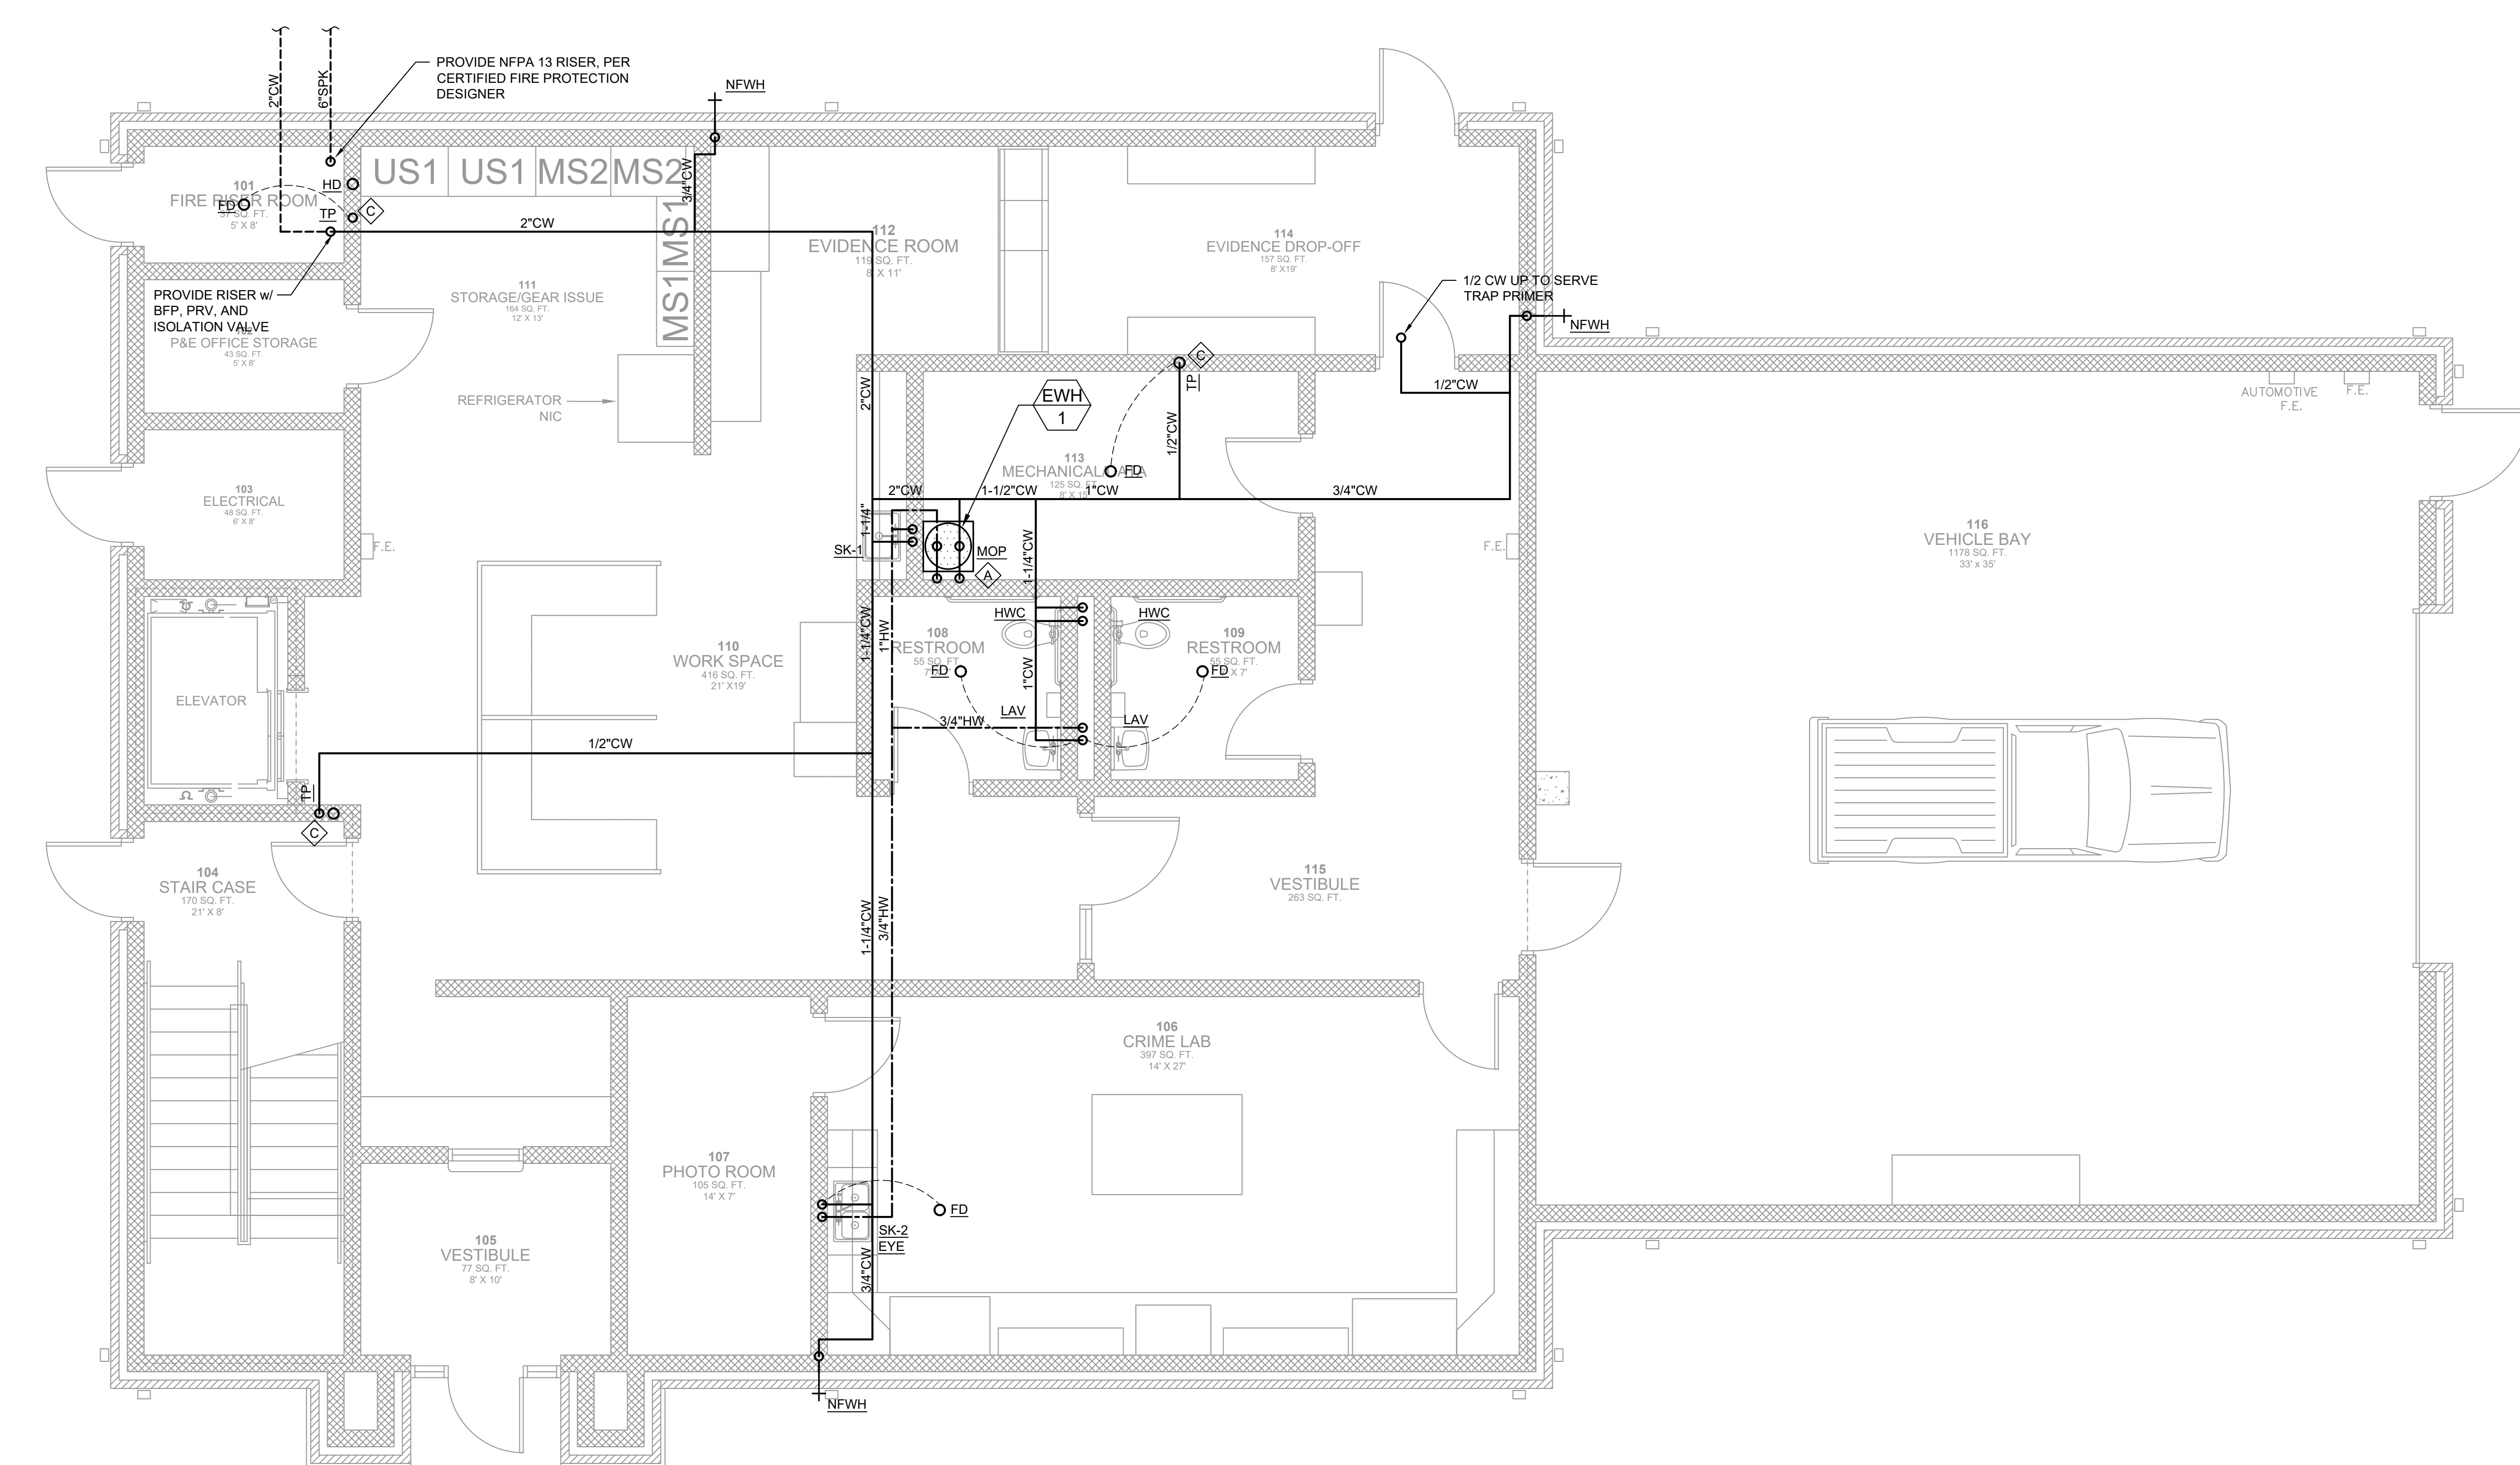 2"CW
6"SPK
PROVIDE NFPA 13 RISER, PER
CERTIFIED FIRE PROTECTION
DESIGNER
NFWH
101
FIRE RISER ROOM
37 SQ. FT.
5' X 8'
FD
HD
TP
C
US1
US1
MS2
MS2
MS1
MS1
3/4"CW
2"CW
PROVIDE RISER w/
BFP, PRV, AND
ISOLATION VALVE
102
P&E OFFICE STORAGE
43 SQ. FT.
5' X 8'
111
STORAGE/GEAR ISSUE
164 SQ. FT.
12' X 13'
112
EVIDENCE ROOM
119 SQ. FT.
8' X 11'
114
EVIDENCE DROP-OFF
157 SQ. FT.
8' X19'
1/2 CW UP TO SERVE
TRAP PRIMER
NFWH
1/2"CW
AUTOMOTIVE
F.E.
F.E.
REFRIGERATOR
NIC
2"CW
EWH
1
C
TP
1/2"CW
113
MECHANICAL/
125 SQ. FT.
8' X 15'
FD
103
ELECTRICAL
48 SQ. FT.
6' X 8'
F.E.
2"CW
1-1/2"CW
1"CW
3/4"CW
1-1/4"
SK-1
MOP
A
1-1/4"CW
F.E.
116
VEHICLE BAY
1178 SQ. FT.
33' x 35'
ELEVATOR
110
WORK SPACE
416 SQ. FT.
21' X19'
1-1/4"CW
1"HW
108
RESTROOM
55 SQ. FT.
FD
HWC
HWC
109
RESTROOM
55 SQ. FT.
X 7'
FD
1"CW
LAV
LAV
3/4"HW
1/2"CW
TP
C
104
STAIR CASE
170 SQ. FT.
21' X 8'
1-1/4"CW
3/4"HW
115
VESTIBULE
263 SQ. FT.
106
CRIME LAB
397 SQ. FT.
14' X 27'
107
PHOTO ROOM
105 SQ. FT.
14' X 7'
105
VESTIBULE
77 SQ. FT.
8' X 10'
FD
SK-2
EYE
3/4"CW
NFWH